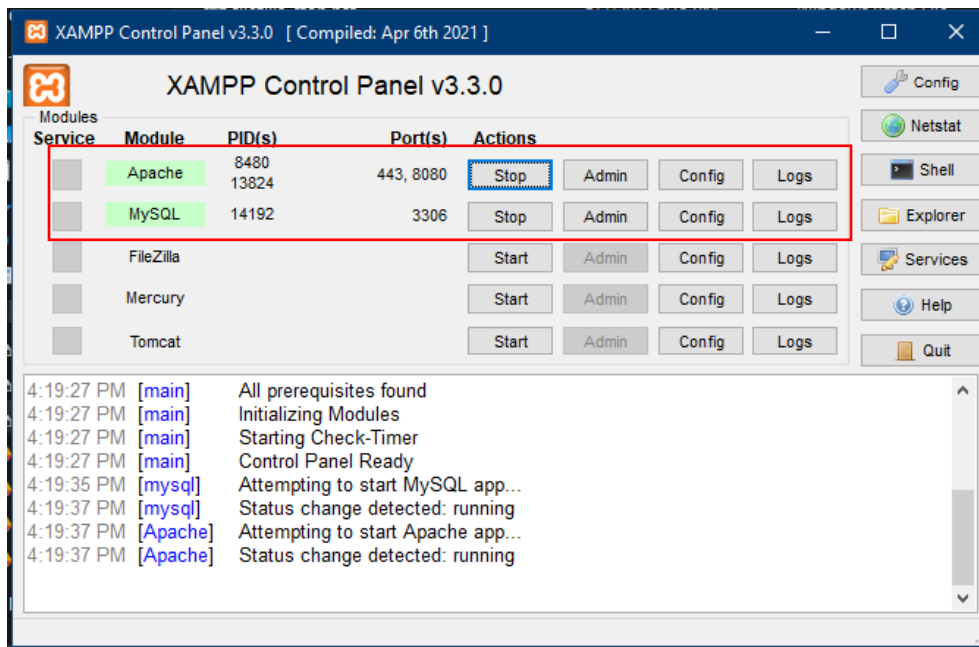 XAMPP Control Panel v3.3.0 [ Compiled: Apr 6th 2021 ]
XAMPP Control Panel v3.3.0
Config
Modules
Service Module PID(s) Port(s) Actions
Netstat
Apache 8480 13824 443, 8080 Stop Admin Config Logs
Shell
MySQL 14192 3306 Stop Admin Config Logs
Explorer
FileZilla Start Admin Config Logs
Services
Mercury Start Admin Config Logs
Help
Tomcat Start Admin Config Logs
Quit
4:19:27 PM [main] All prerequisites found
4:19:27 PM [main] Initializing Modules
4:19:27 PM [main] Starting Check-Timer
4:19:27 PM [main] Control Panel Ready
4:19:35 PM [mysql] Attempting to start MySQL app...
4:19:37 PM [mysql] Status change detected: running
4:19:37 PM [Apache] Attempting to start Apache app...
4:19:37 PM [Apache] Status change detected: running